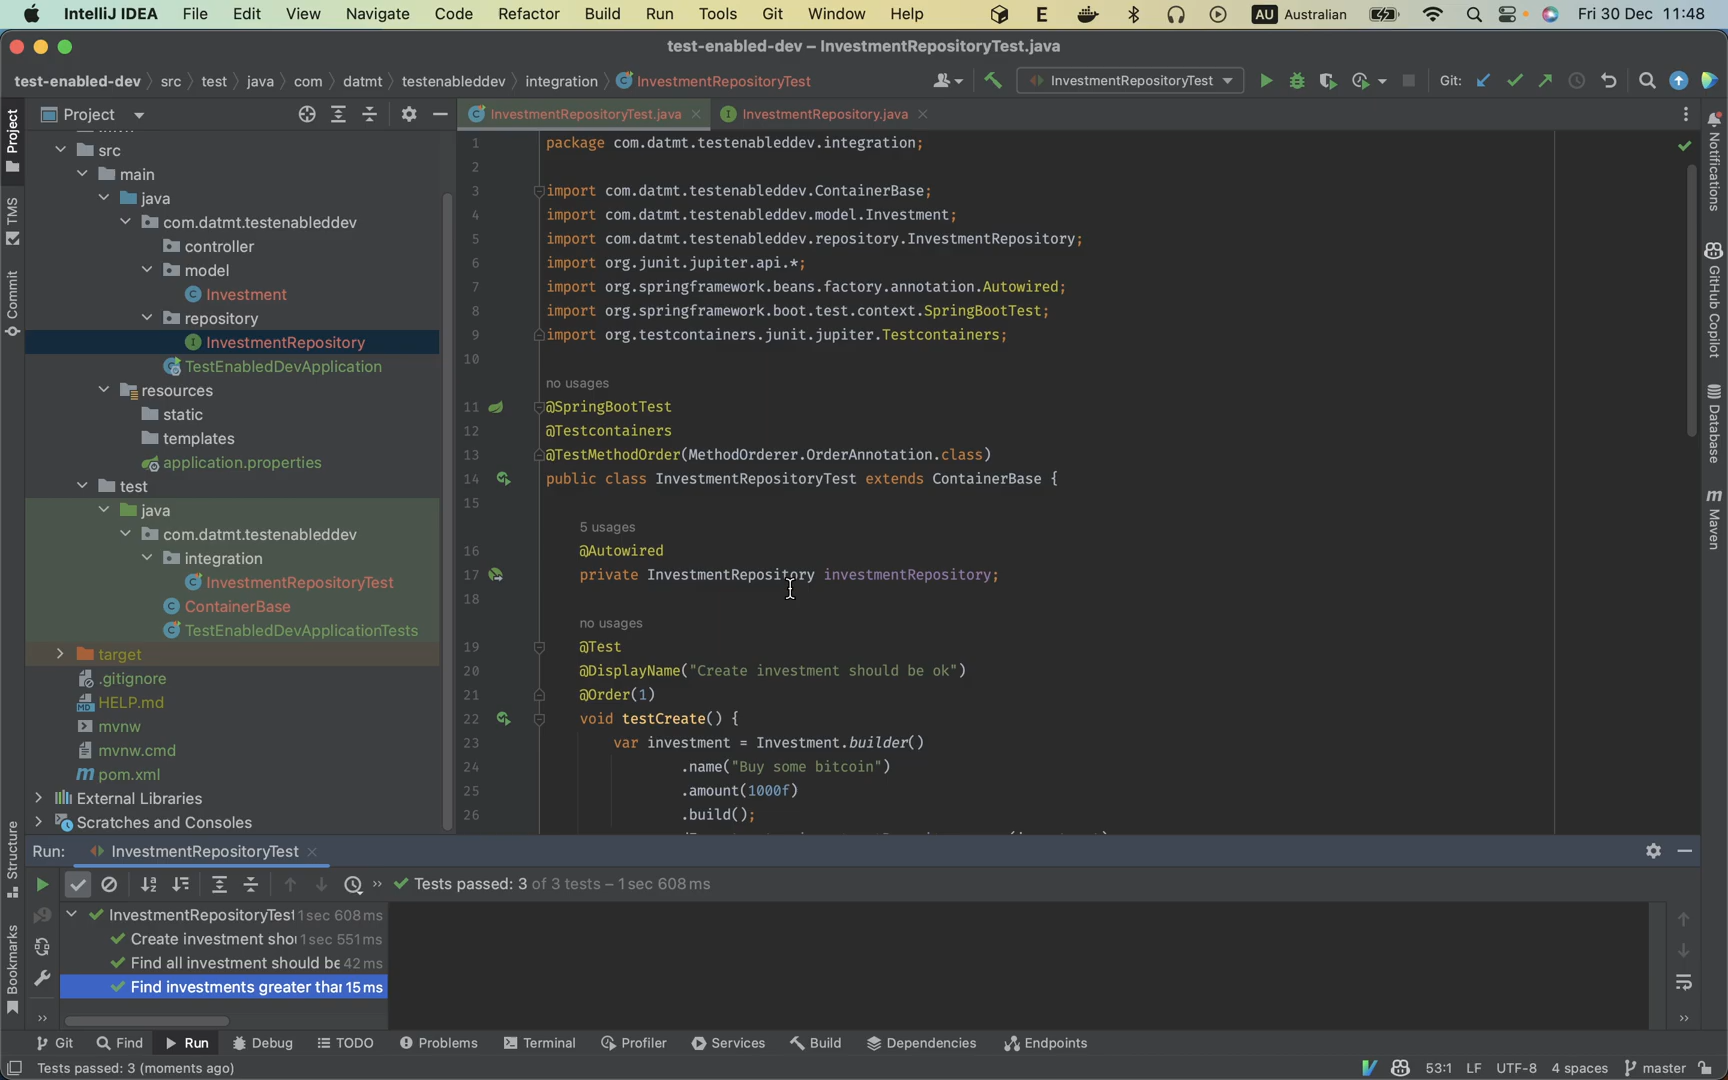 IntelliJ IDEA File Edit View Navigate Code Refactor Build Run Tools Git Window Help E AU Australian Fri 30 Dec 11:48
test-enabled-dev – InvestmentRepositoryTest.java
test-enabled-dev src test java com datmt testenableddev integration InvestmentRepositoryTest InvestmentRepositoryTest Git:
Project
TMS
Commit
Structure
Bookmarks
Project
src
main
java
com.datmt.testenableddev
controller
model
Investment
repository
InvestmentRepository
TestEnabledDevApplication
resources
static
templates
application.properties
test
java
com.datmt.testenableddev
integration
InvestmentRepositoryTest
ContainerBase
TestEnabledDevApplicationTests
target
.gitignore
HELP.md
mvnw
mvnw.cmd
pom.xml
External Libraries
Scratches and Consoles
InvestmentRepositoryTest.java InvestmentRepository.java
1 package com.datmt.testenableddev.integration;
2
3 import com.datmt.testenableddev.ContainerBase;
4 import com.datmt.testenableddev.model.Investment;
5 import com.datmt.testenableddev.repository.InvestmentRepository;
6 import org.junit.jupiter.api.*;
7 import org.springframework.beans.factory.annotation.Autowired;
8 import org.springframework.boot.test.context.SpringBootTest;
9 import org.testcontainers.junit.jupiter.Testcontainers;
10
no usages
11 @SpringBootTest
12 @Testcontainers
13 @TestMethodOrder(MethodOrderer.OrderAnnotation.class)
14 public class InvestmentRepositoryTest extends ContainerBase {
15
5 usages
16 @Autowired
17 private InvestmentRepository investmentRepository;
18
no usages
19 @Test
20 @DisplayName("Create investment should be ok")
21 @Order(1)
22 void testCreate() {
23 var investment = Investment.builder()
24 .name("Buy some bitcoin")
25 .amount(1000f)
26 .build();
Notifications
GitHub Copilot
Database
Maven
Run: InvestmentRepositoryTest
Tests passed: 3 of 3 tests – 1 sec 608 ms
InvestmentRepositoryTest 1 sec 608 ms
Create investment shou 1 sec 551 ms
Find all investment should be 42 ms
Find investments greater than 15 ms
Git Find Run Debug TODO Problems Terminal Profiler Services Build Dependencies Endpoints
Tests passed: 3 (moments ago) 53:1 LF UTF-8 4 spaces master